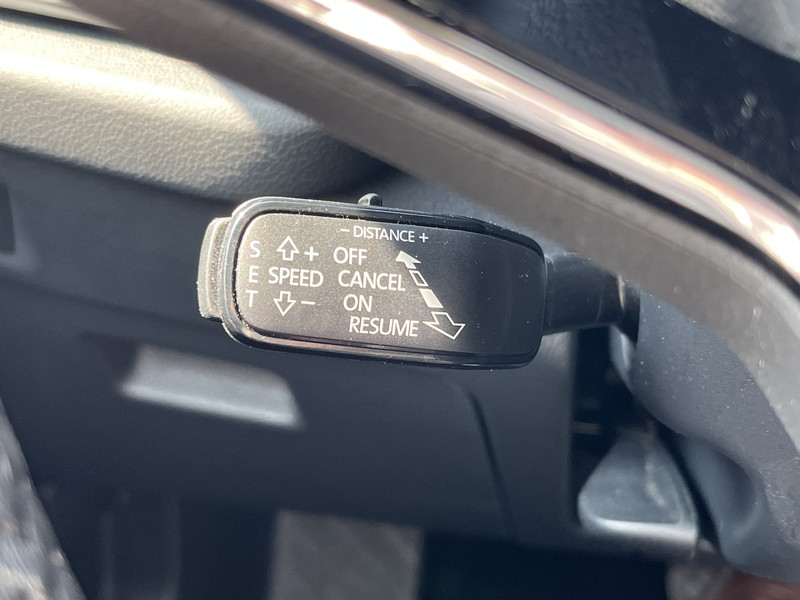 - DISTANCE +
S + OFF
E SPEED CANCEL
T - ON
RESUME